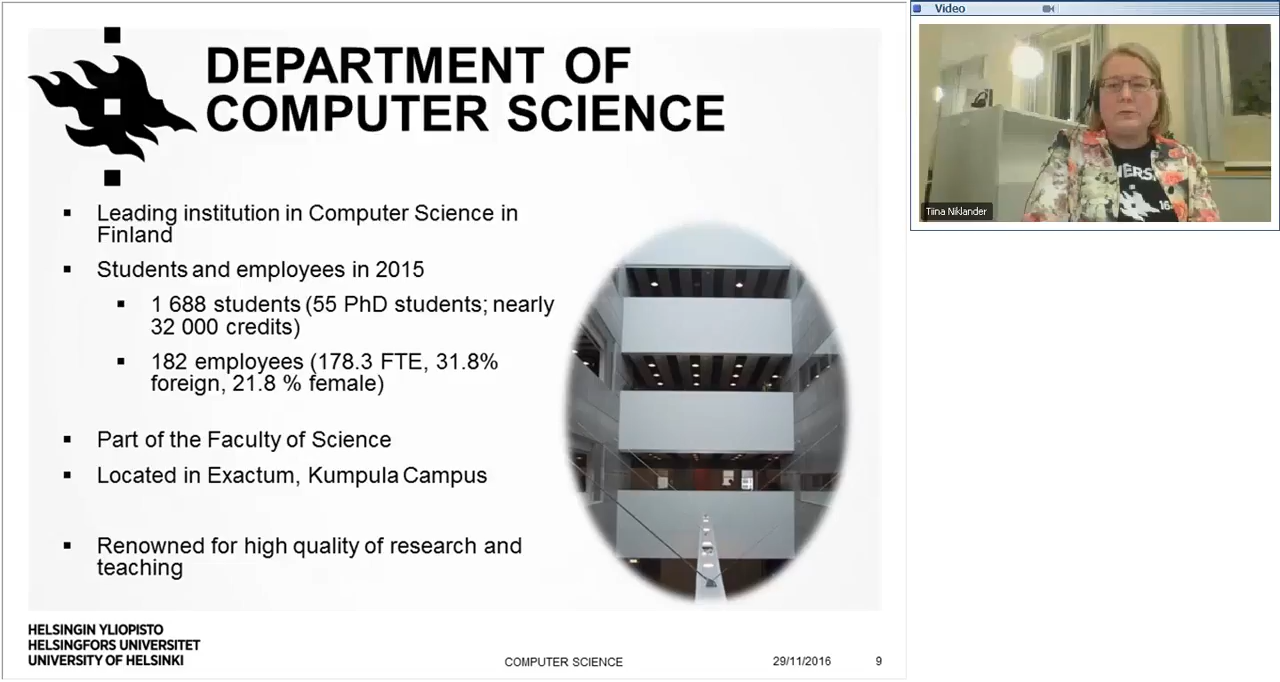 DEPARTMENT OF
COMPUTER SCIENCE
Leading institution in Computer Science in
Finland
Students and employees in 2015
1 688 students (55 PhD students; nearly
32 000 credits)
182 employees (178.3 FTE, 31.8%
foreign, 21.8 % female)
Part of the Faculty of Science
Located in Exactum, Kumpula Campus
Renowned for high quality of research and
teaching
HELSINGIN YLIOPISTO
HELSINGFORS UNIVERSITET
UNIVERSITY OF HELSINKI
COMPUTER SCIENCE
29/11/2016
9
Video
Tiina Niklander
16